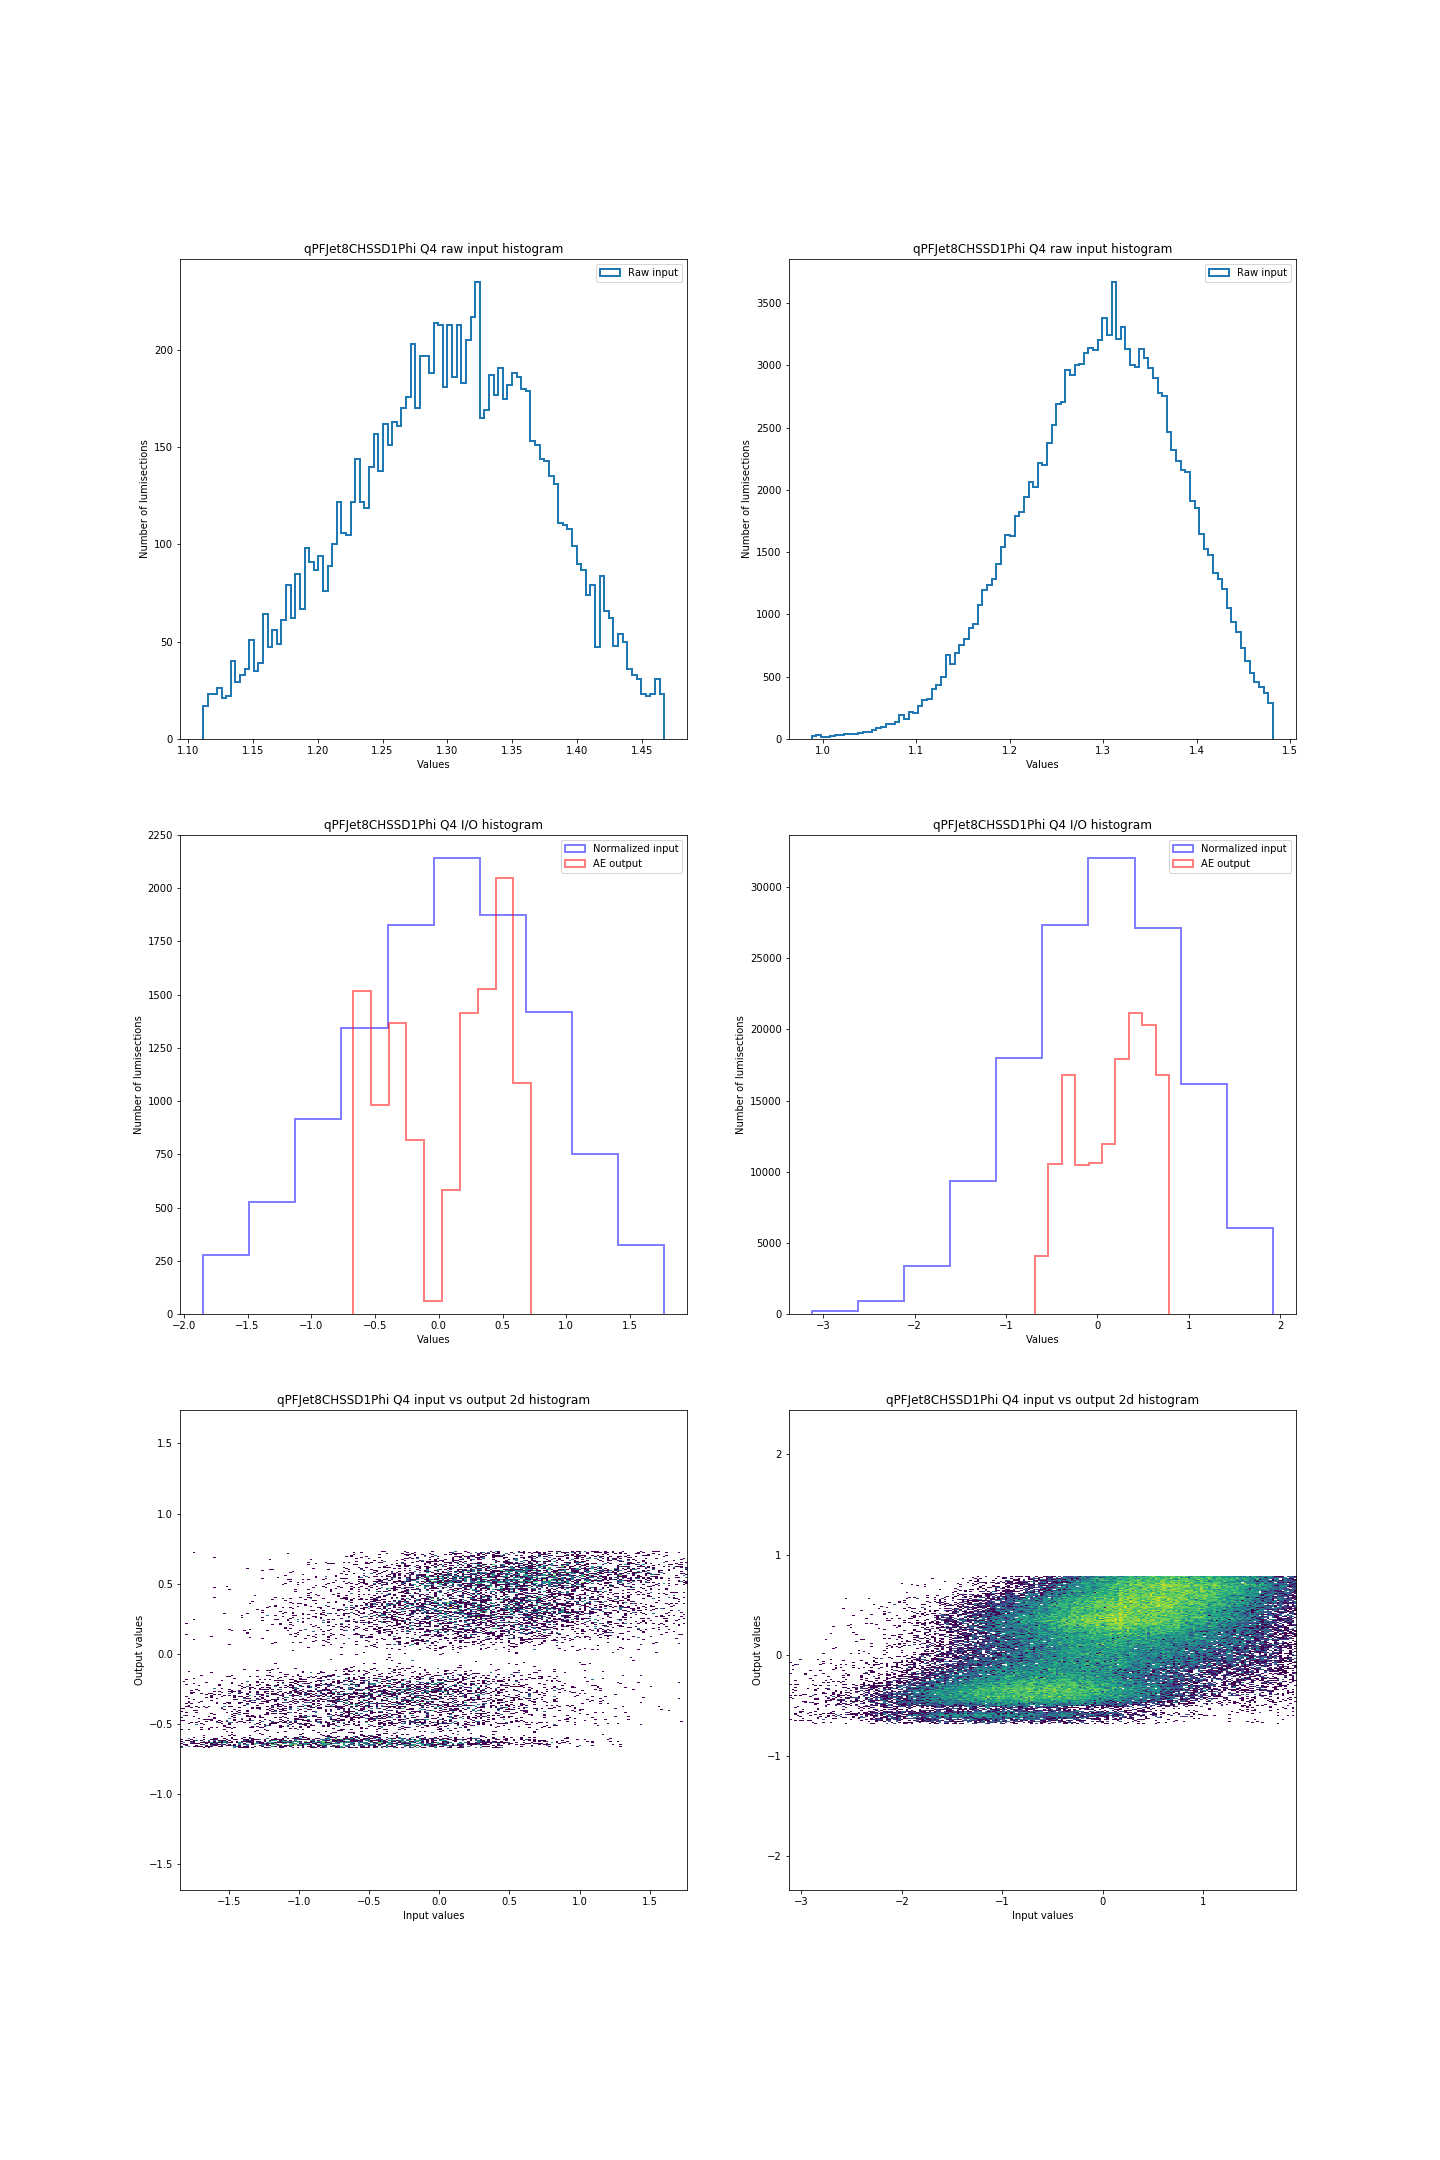 qPFJet8CHSSD1Phi Q4 raw input histogram
Raw input
200
150
100
50
0
Number of lumisections
1.10 1.15 1.20 1.25 1.30 1.35 1.40 1.45
Values
qPFJet8CHSSD1Phi Q4 raw input histogram
Raw input
3500
3000
2500
2000
1500
1000
500
0
Number of lumisections
1.0 1.1 1.2 1.3 1.4 1.5
Values
qPFJet8CHSSD1Phi Q4 I/O histogram
Normalized input
AE output
2250
2000
1750
1500
1250
1000
750
500
250
0
Number of lumisections
−2.0 −1.5 −1.0 −0.5 0.0 0.5 1.0 1.5
Values
qPFJet8CHSSD1Phi Q4 I/O histogram
Normalized input
AE output
30000
25000
20000
15000
10000
5000
0
Number of lumisections
−3 −2 −1 0 1 2
Values
qPFJet8CHSSD1Phi Q4 input vs output 2d histogram
1.5
1.0
0.5
0.0
−0.5
−1.0
−1.5
Output values
−1.5 −1.0 −0.5 0.0 0.5 1.0 1.5
Input values
qPFJet8CHSSD1Phi Q4 input vs output 2d histogram
2
1
0
−1
−2
Output values
−3 −2 −1 0 1
Input values